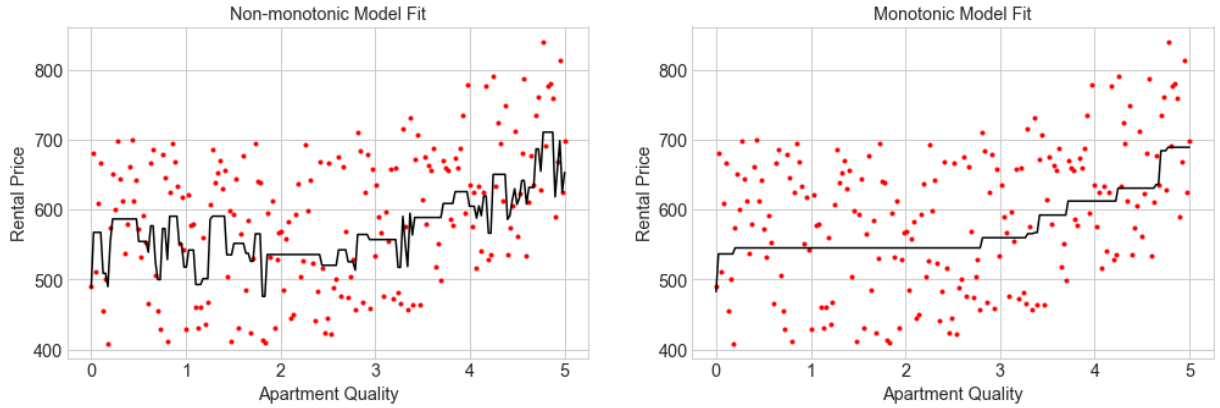 Non-monotonic Model Fit
800
700
600
500
400
Rental Price
0 1 2 3 4 5
Apartment Quality
Monotonic Model Fit
800
700
600
500
400
Rental Price
0 1 2 3 4 5
Apartment Quality